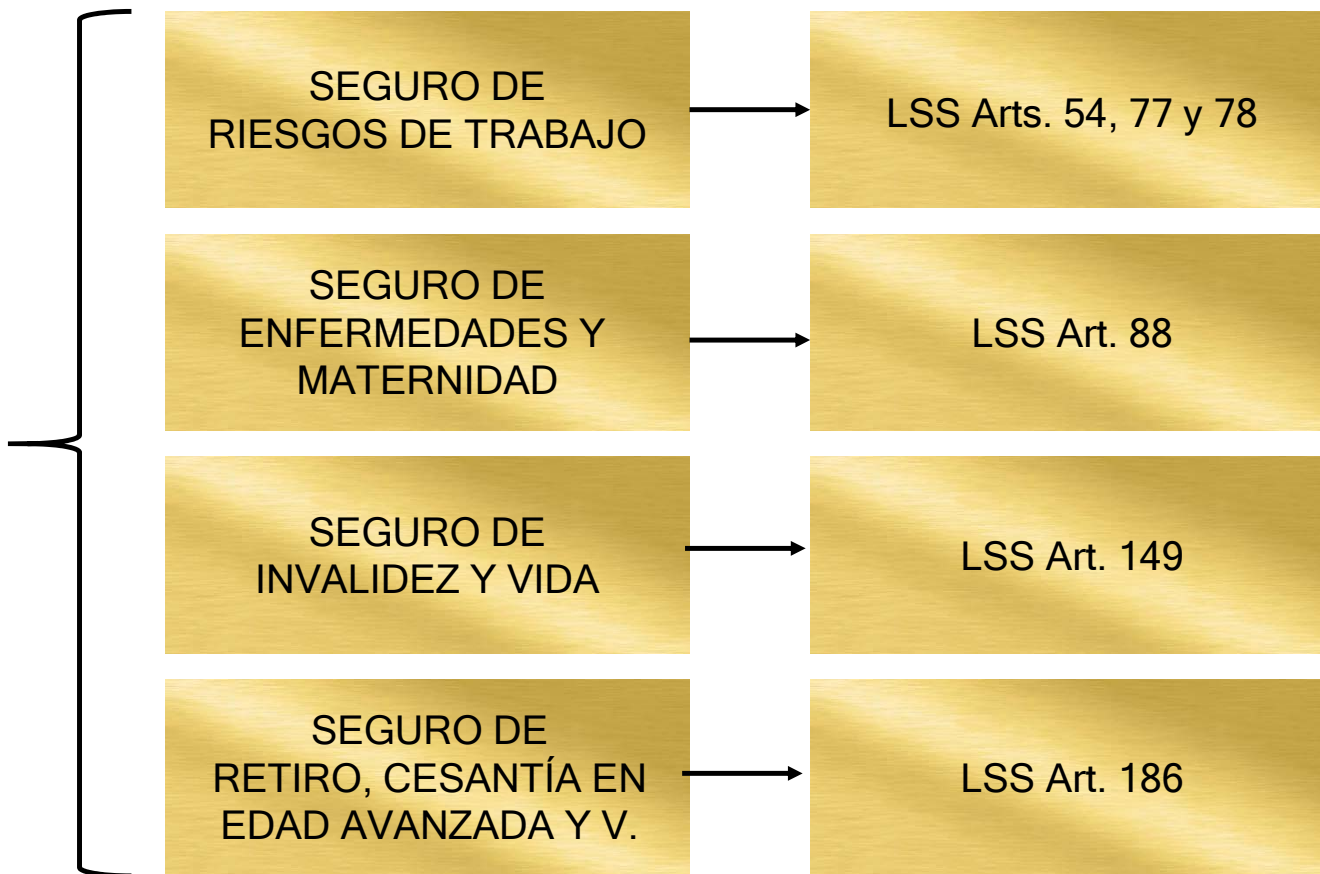 SEGURO DE
RIESGOS DE TRABAJO
LSS Arts. 54, 77 y 78
SEGURO DE
ENFERMEDADES Y
MATERNIDAD
LSS Art. 88
SEGURO DE
INVALIDEZ Y VIDA
LSS Art. 149
SEGURO DE
RETIRO, CESANTÍA EN
EDAD AVANZADA Y V.
LSS Art. 186